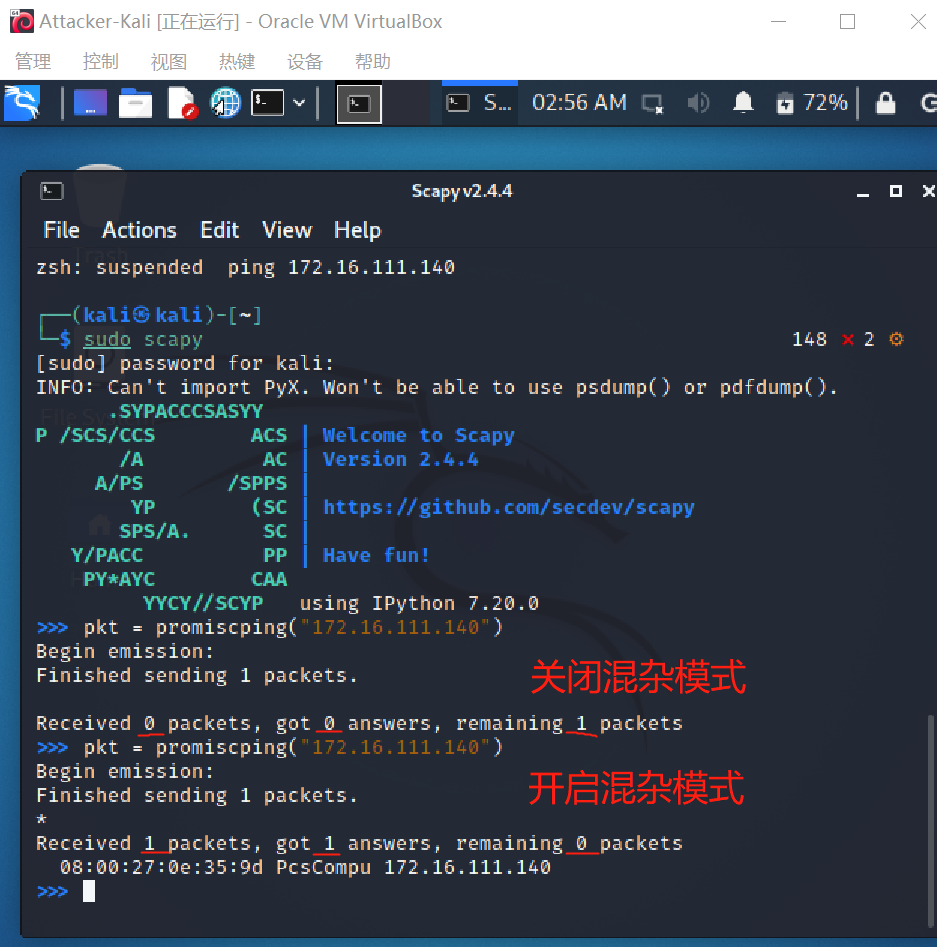 Attacker-Kali [正在运行] - Oracle VM VirtualBox
管理 控制 视图 热键 设备 帮助
S... 02:56 AM 72%
Scapy v2.4.4
File Actions Edit View Help
zsh: suspended  ping 172.16.111.140
┌──(kali㉿kali)-[~]
└─$ sudo scapy 148 ✗ 2 ⚙
[sudo] password for kali:
INFO: Can't import PyX. Won't be able to use psdump() or pdfdump().
.SYPACCCSASYY
P /SCS/CCS        ACS | Welcome to Scapy
/A          AC | Version 2.4.4
A/PS       /SPPS |
YP        (SC | https://github.com/secdev/scapy
SPS/A.       SC |
Y/PACC          PP | Have fun!
PY*AYC        CAA
YYCY//SCYP   using IPython 7.20.0
>>> pkt = promiscping("172.16.111.140")
Begin emission:
Finished sending 1 packets.
关闭混杂模式
Received 0 packets, got 0 answers, remaining 1 packets
>>> pkt = promiscping("172.16.111.140")
Begin emission:
开启混杂模式
Finished sending 1 packets.
*
Received 1 packets, got 1 answers, remaining 0 packets
08:00:27:0e:35:9d PcsCompu 172.16.111.140
>>>